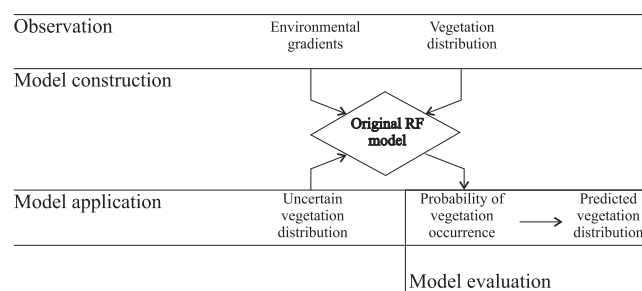 Observation
Environmental
gradients
Vegetation
distribution
Model construction
Original RF
model
Model application
Uncertain
vegetation
distribution
Probability of
vegetation
occurrence
Predicted
vegetation
distribution
Model evaluation